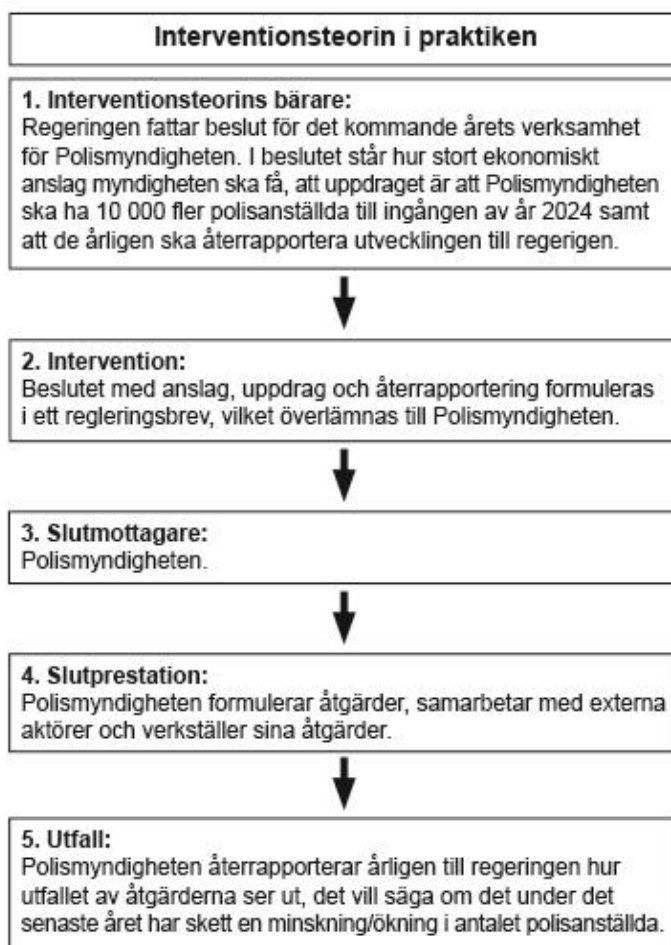 Interventionsteorin i praktiken
1. Interventionsteorins bärare:
Regeringen fattar beslut för det kommande årets verksamhet
för Polismyndigheten. I beslutet står hur stort ekonomiskt
anslag myndigheten ska få, att uppdraget är att Polismyndigheten
ska ha 10 000 fler polisanställda till ingången av år 2024 samt
att de årligen ska återrapportera utvecklingen till regerigen.
2. Intervention:
Beslutet med anslag, uppdrag och återrapportering formuleras
i ett regleringsbrev, vilket överlämnas till Polismyndigheten.
3. Slutmottagare:
Polismyndigheten.
4. Slutprestation:
Polismyndigheten formulerar åtgärder, samarbetar med externa
aktörer och verkställer sina åtgärder.
5. Utfall:
Polismyndigheten återrapporterar årligen till regeringen hur
utfallet av åtgärderna ser ut, det vill säga om det under det
senaste året har skett en minskning/ökning i antalet polisanställda.